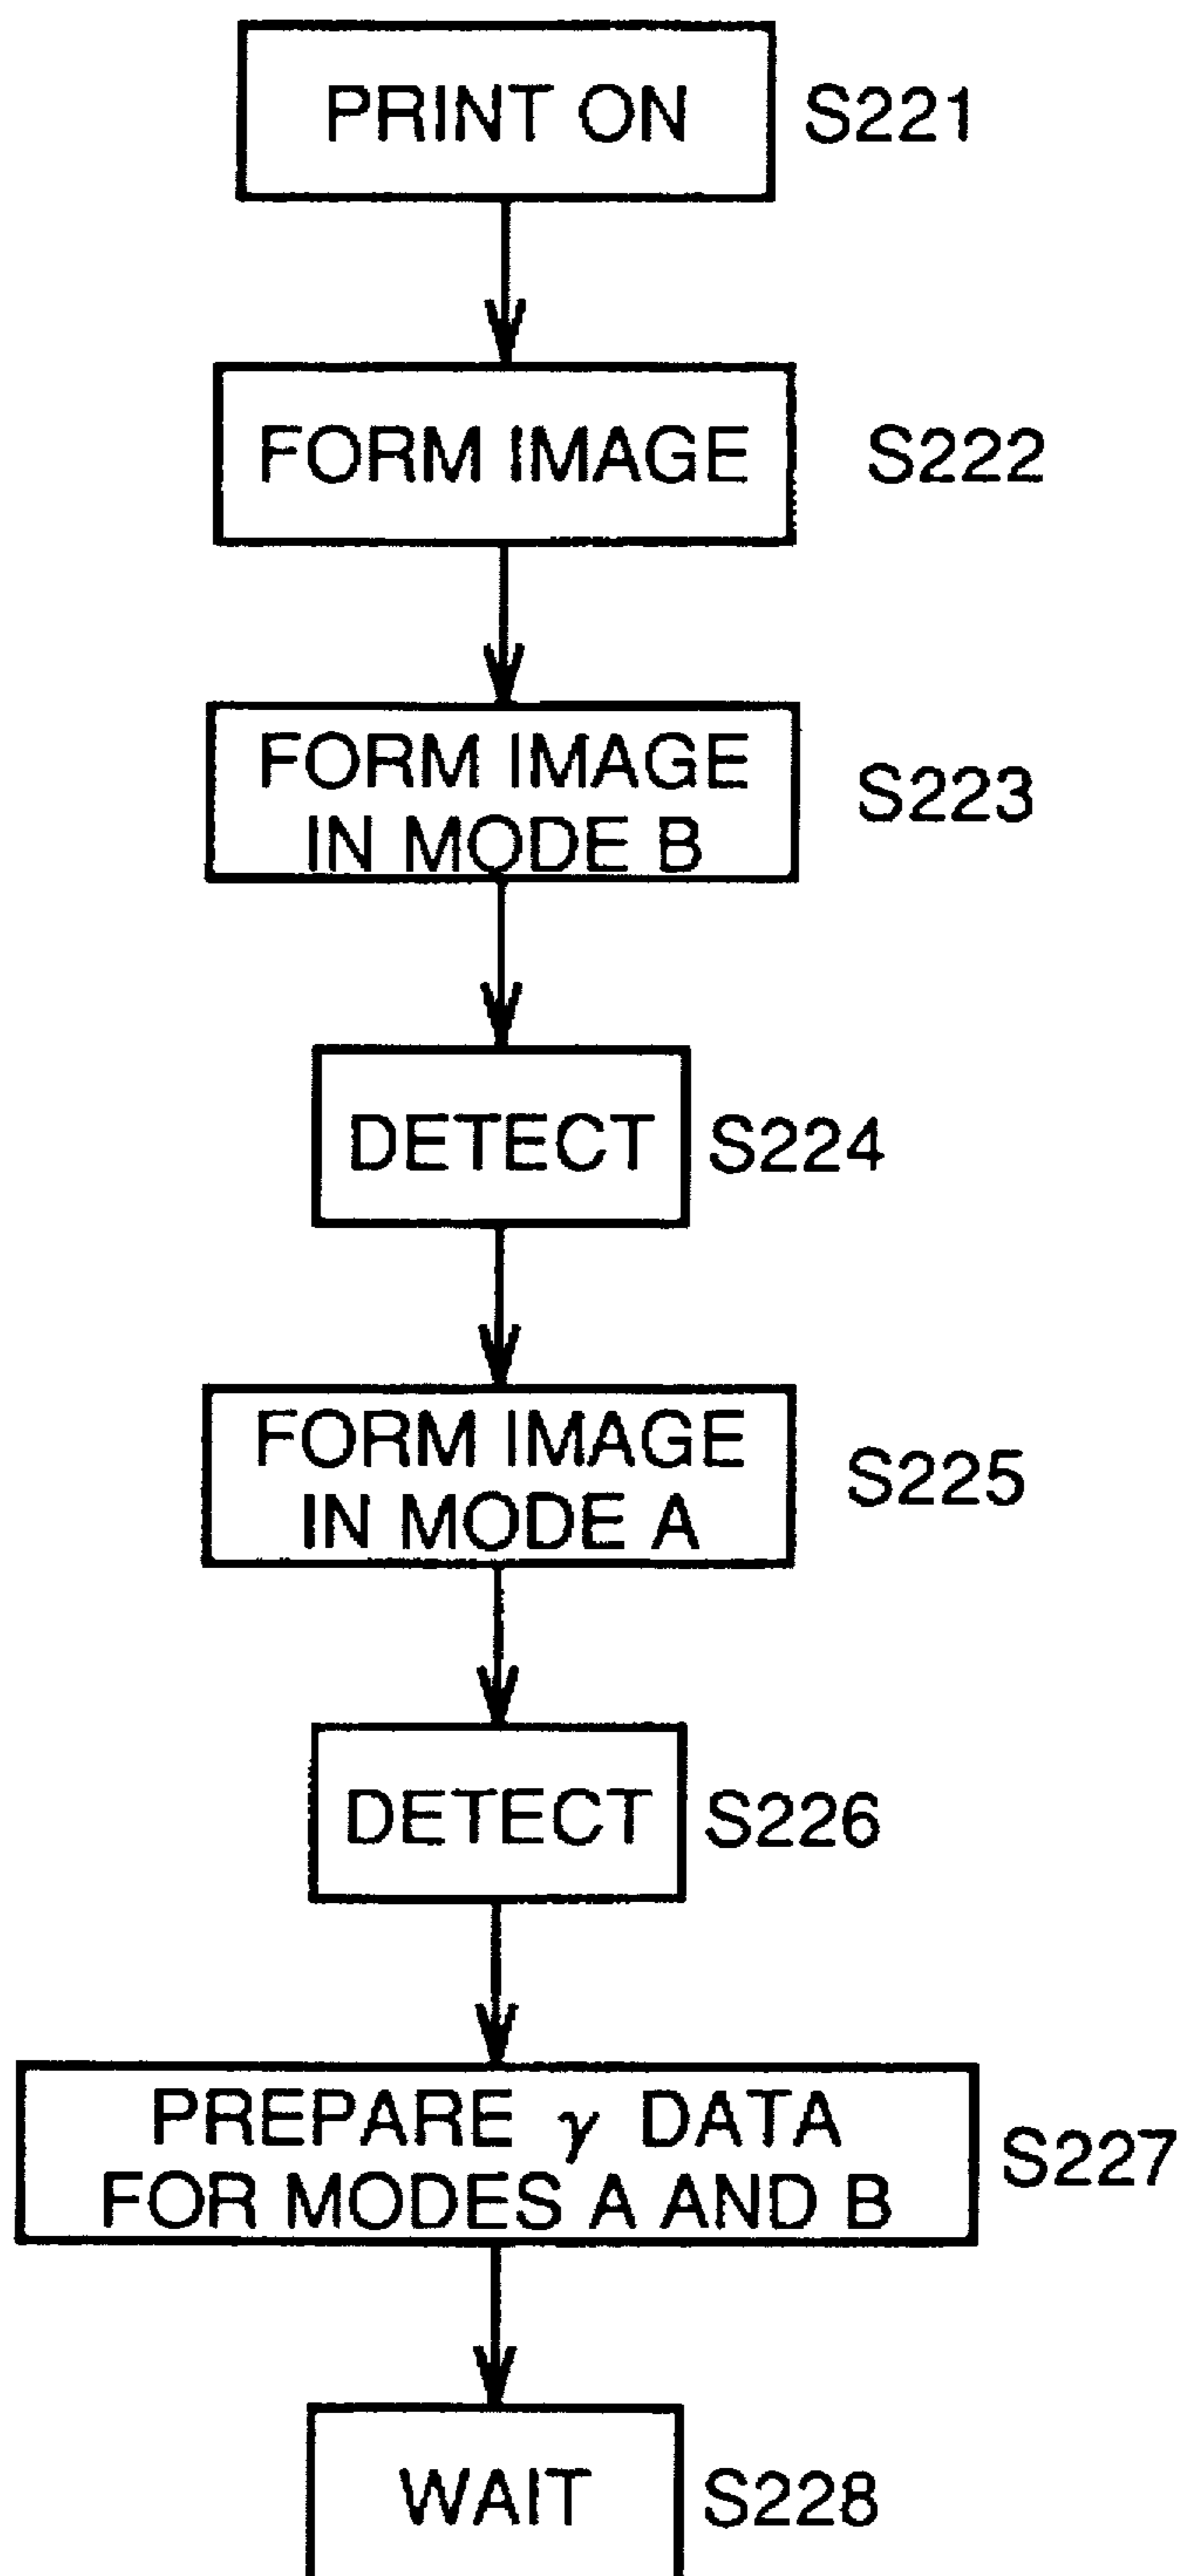 PRINT ON S221
FORM IMAGE S222
FORM IMAGE
IN MODE B
S223
DETECT S224
FORM IMAGE
IN MODE A
S225
DETECT S226
PREPARE γ DATA
FOR MODES A AND B
S227
WAIT S228